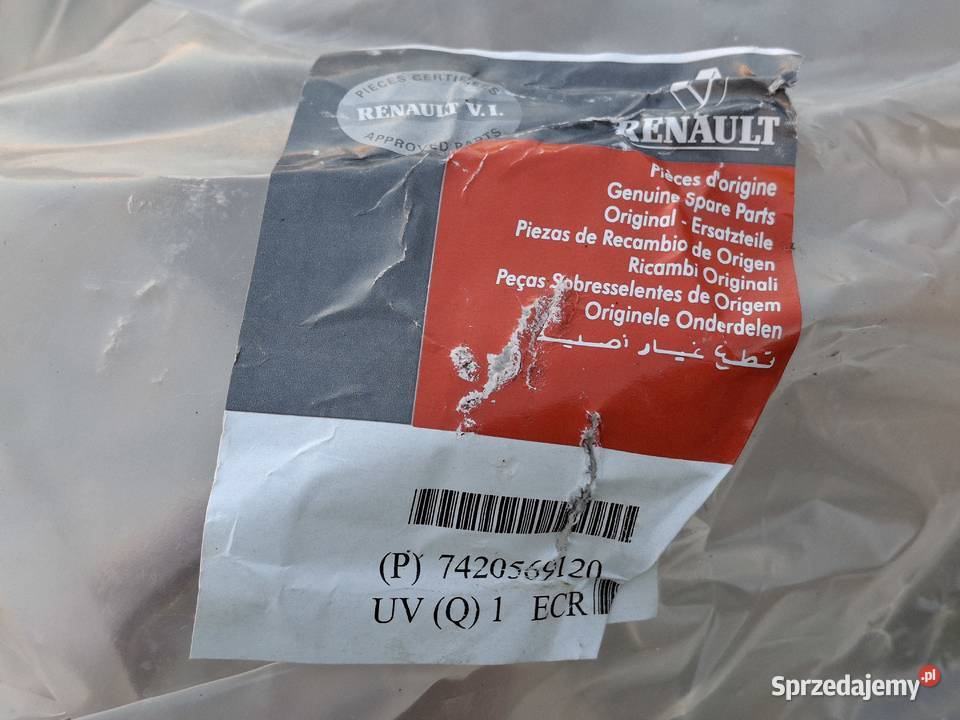 PIECES CERTIFIEES
RENAULT V.I.
APPROVED PARTS
RENAULT
Pièces d'origine
Genuine Spare Parts
Original - Ersatzteile
Piezas de Recambio de Origen
Ricambi Originali
Peças Sobresselentes de Origem
Originele Onderdelen
قطع غيار أصلية
(P) 7420569120
UV (Q) 1 ECR
Sprzedajemy.pl